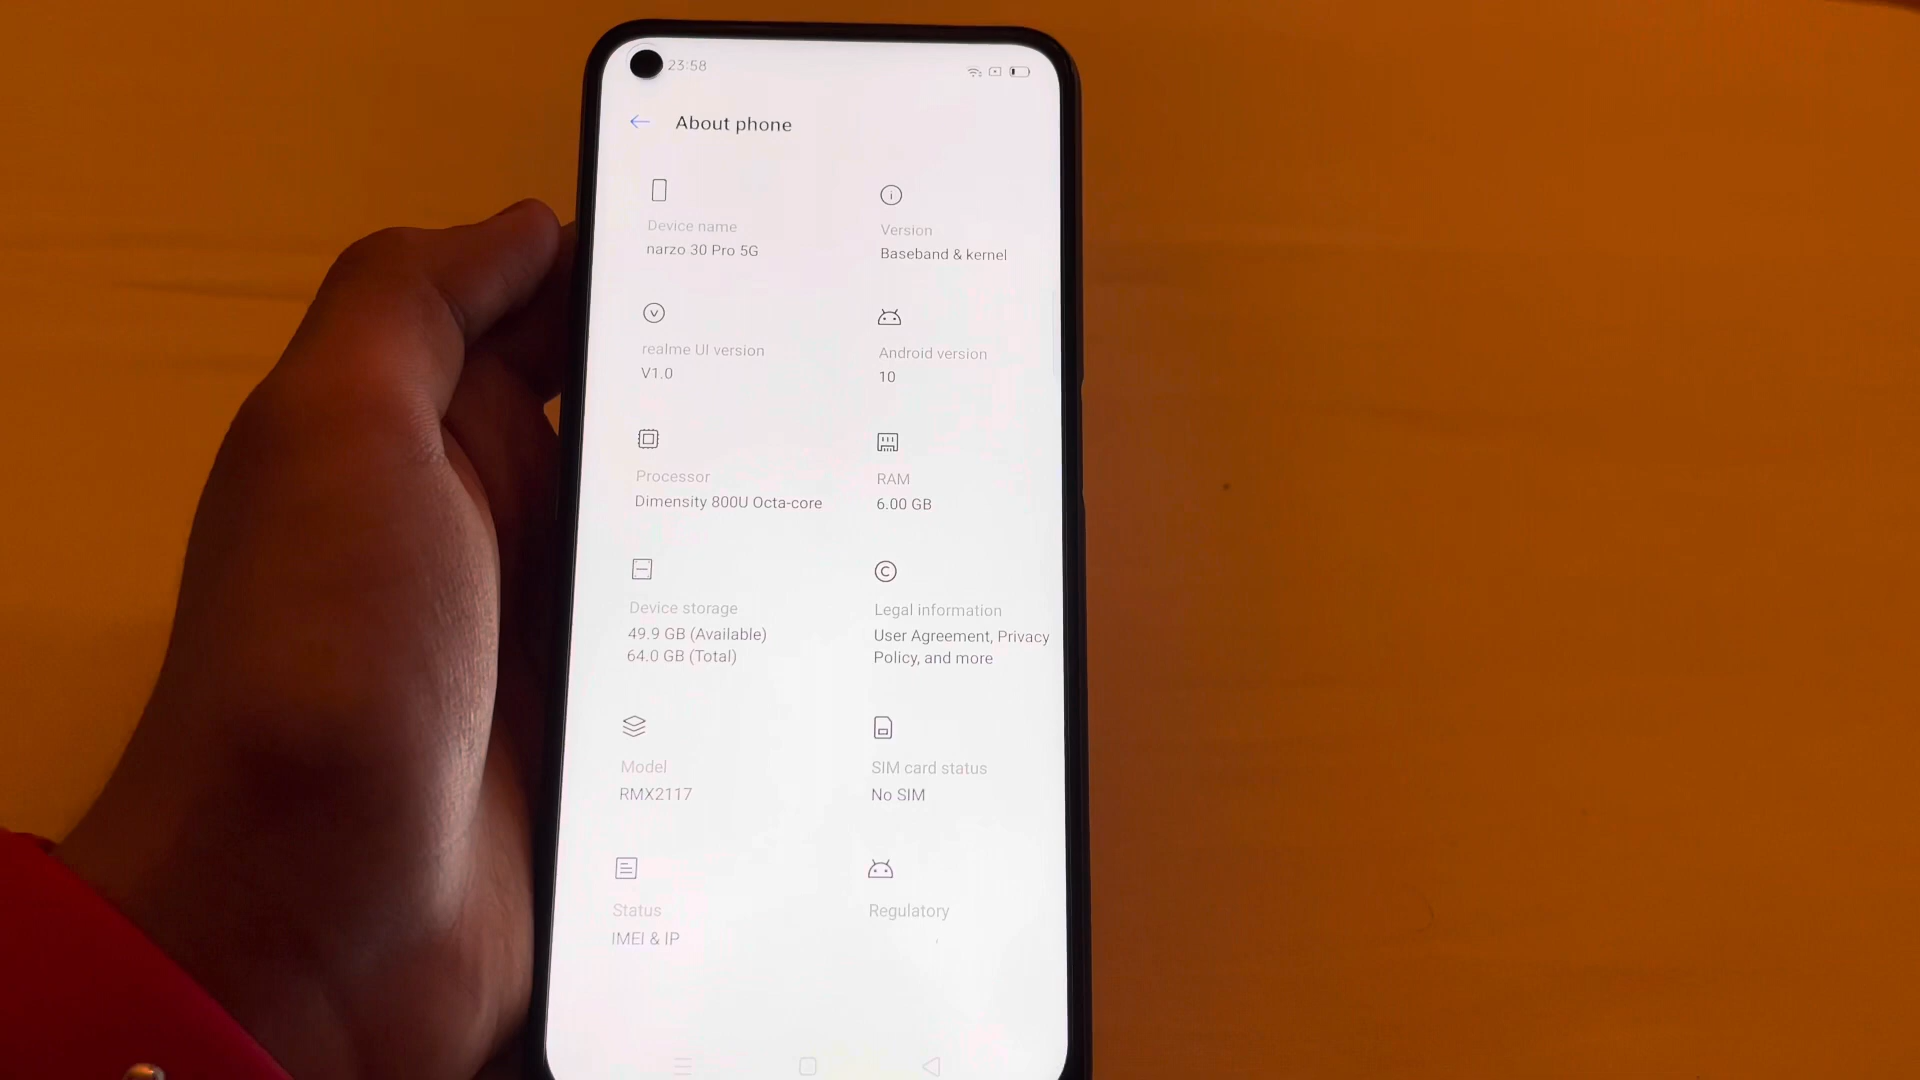 23:58
About phone
Device name
narzo 30 Pro 5G
Version
Baseband & kernel
realme UI version
V1.0
Android version
10
Processor
Dimensity 800U Octa-core
RAM
6.00 GB
Device storage
49.9 GB (Available)
64.0 GB (Total)
Legal information
User Agreement, Privacy
Policy, and more
Model
RMX2117
SIM card status
No SIM
Status
IMEI & IP
Regulatory